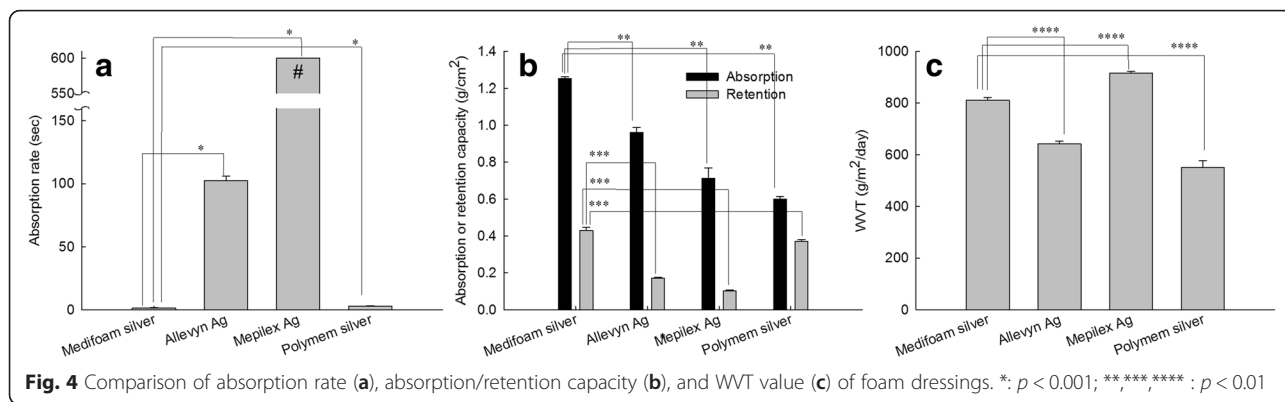 a
Absorption rate (sec)
600
550
150
100
50
0
*
*
*
#
Medifoam silver
Allevyn Ag
Mepilex Ag
Polymem silver
b
Absorption or retention capacity (g/cm²)
1.4
1.2
1.0
0.8
0.6
0.4
0.2
0.0
**
**
**
Absorption
Retention
***
***
***
Medifoam silver
Allevyn Ag
Mepilex Ag
Polymem silver
c
WVT (g/m²/day)
1000
800
600
400
200
0
****
****
****
Medifoam silver
Allevyn Ag
Mepilex Ag
Polymem silver
Fig. 4 Comparison of absorption rate (a), absorption/retention capacity (b), and WVT value (c) of foam dressings. *: p < 0.001; **,***,**** : p < 0.01